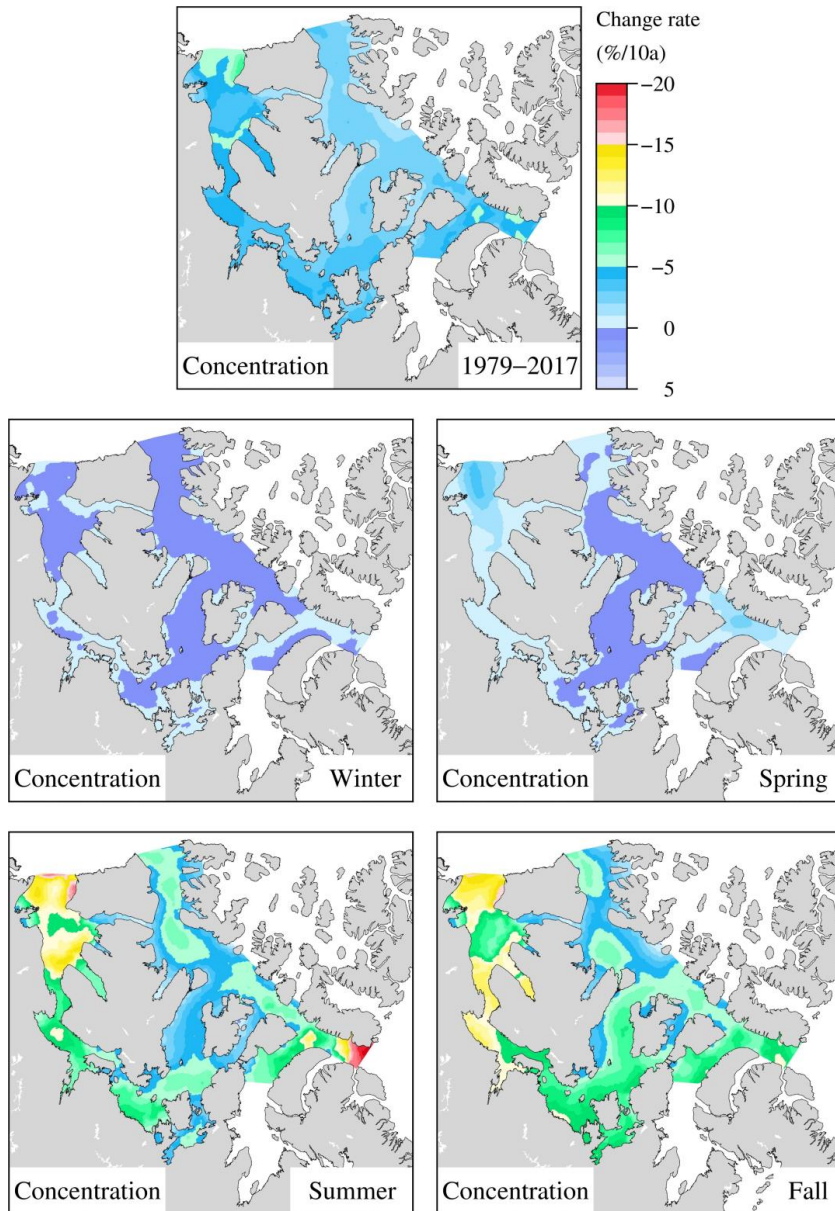 Change rate
(%/10a)
−20
−15
−10
−5
0
5
Concentration 1979–2017
Concentration Winter
Concentration Spring
Concentration Summer
Concentration Fall